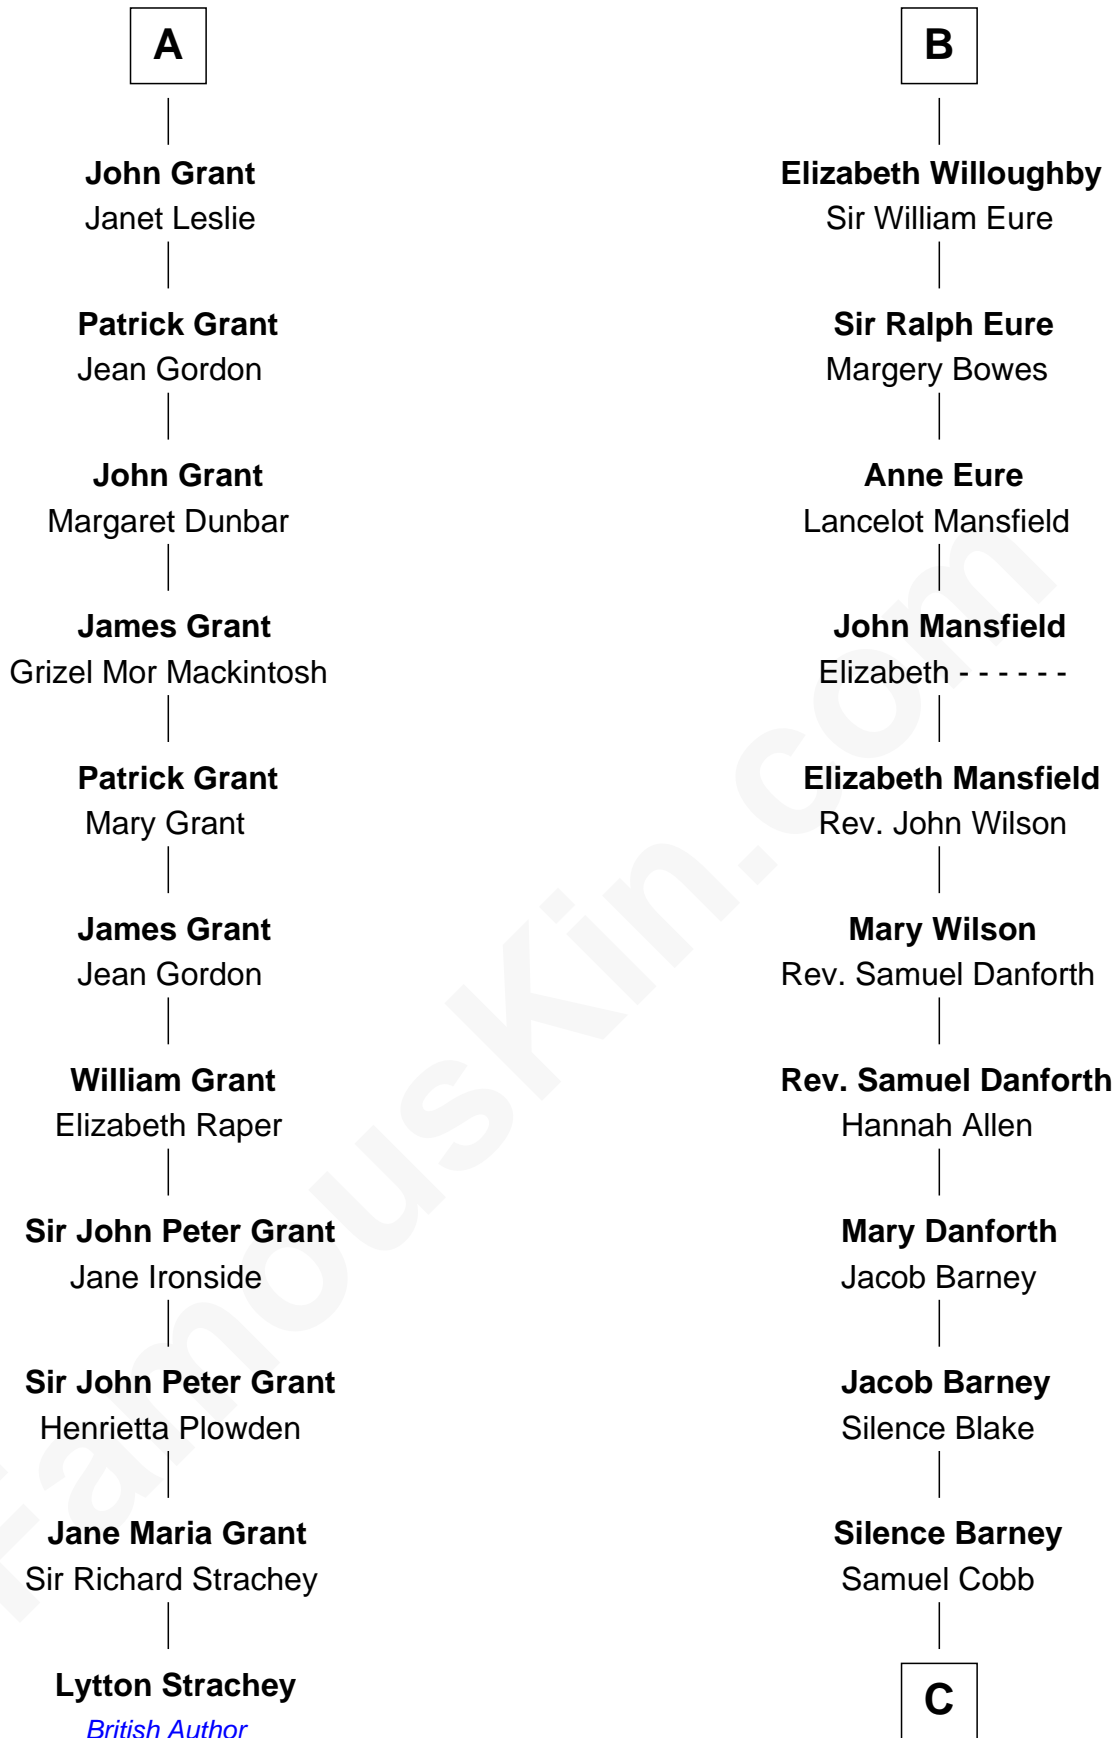 A
John Grant
Janet Leslie
Patrick Grant
Jean Gordon
John Grant
Margaret Dunbar
James Grant
Grizel Mor Mackintosh
Patrick Grant
Mary Grant
James Grant
Jean Gordon
William Grant
Elizabeth Raper
Sir John Peter Grant
Jane Ironside
Sir John Peter Grant
Henrietta Plowden
Jane Maria Grant
Sir Richard Strachey
Lytton Strachey
British Author
B
Elizabeth Willoughby
Sir William Eure
Sir Ralph Eure
Margery Bowes
Anne Eure
Lancelot Mansfield
John Mansfield
Elizabeth - - - - - -
Elizabeth Mansfield
Rev. John Wilson
Mary Wilson
Rev. Samuel Danforth
Rev. Samuel Danforth
Hannah Allen
Mary Danforth
Jacob Barney
Jacob Barney
Silence Blake
Silence Barney
Samuel Cobb
C
FamousKin.com